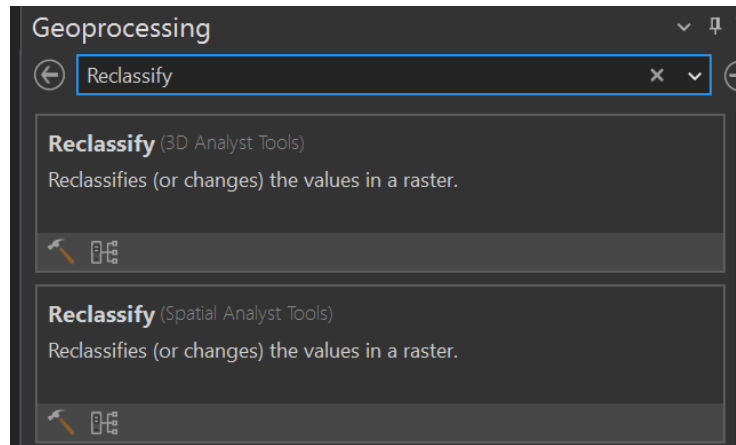 Geoprocessing
Reclassify
Reclassify (3D Analyst Tools)
Reclassifies (or changes) the values in a raster.
Reclassify (Spatial Analyst Tools)
Reclassifies (or changes) the values in a raster.